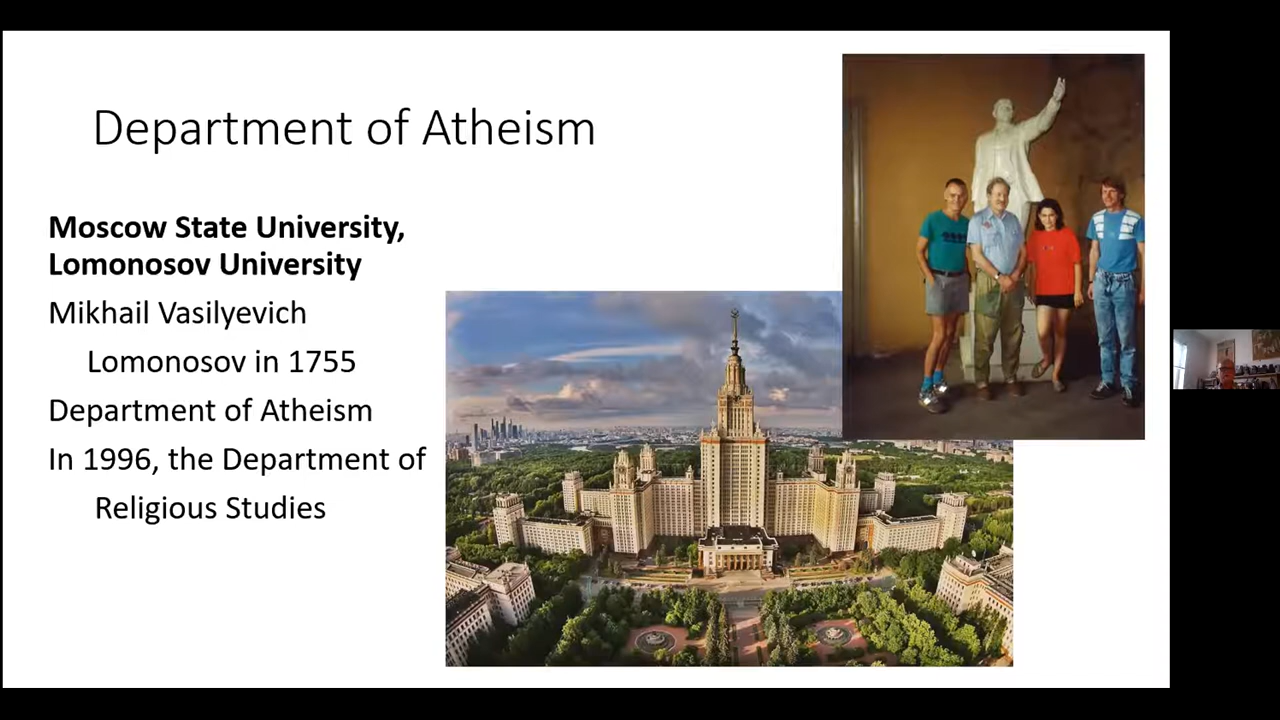 Department of Atheism
Moscow State University,
Lomonosov University
Mikhail Vasilyevich
Lomonosov in 1755
Department of Atheism
In 1996, the Department of
Religious Studies